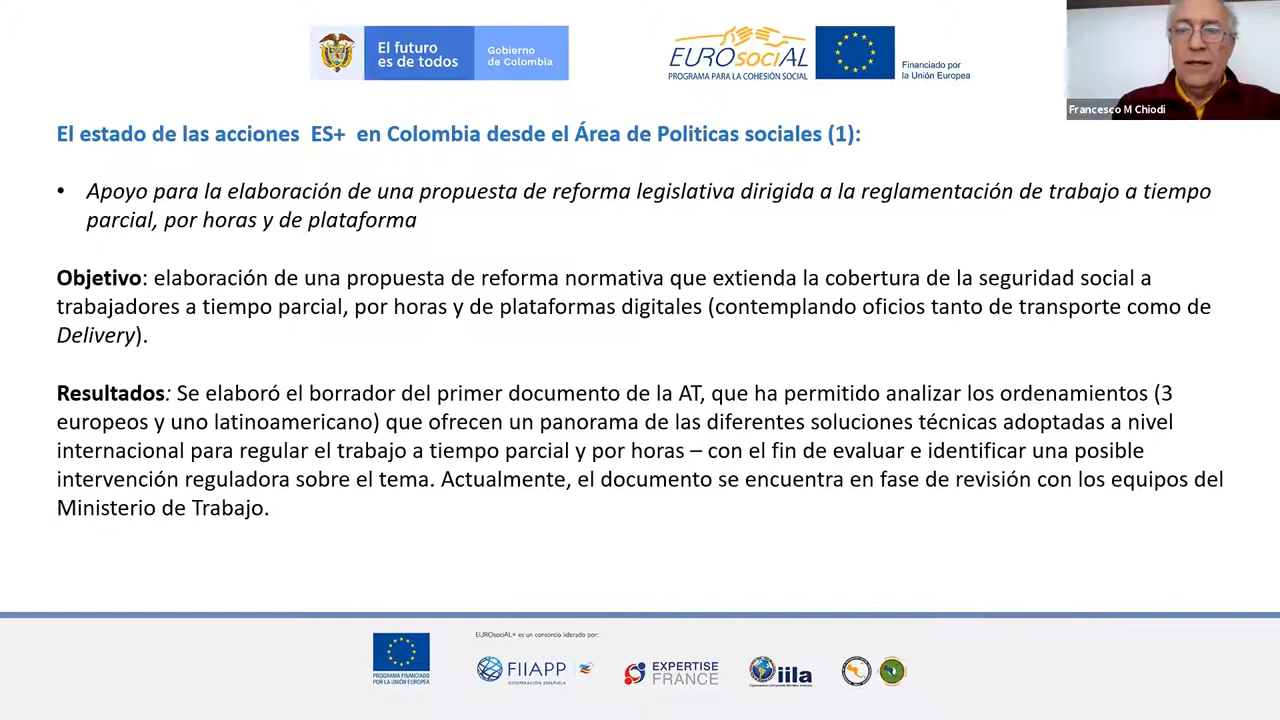 El futuro
es de todos
Gobierno
de Colombia
EUROsociAL
PROGRAMA PARA LA COHESIÓN SOCIAL
Financiado por
la Unión Europea
Francesco M Chiodi
El estado de las acciones ES+ en Colombia desde el Área de Politicas sociales (1):
• Apoyo para la elaboración de una propuesta de reforma legislativa dirigida a la reglamentación de trabajo a tiempo
parcial, por horas y de plataforma
Objetivo: elaboración de una propuesta de reforma normativa que extienda la cobertura de la seguridad social a
trabajadores a tiempo parcial, por horas y de plataformas digitales (contemplando oficios tanto de transporte como de
Delivery).
Resultados: Se elaboró el borrador del primer documento de la AT, que ha permitido analizar los ordenamientos (3
europeos y uno latinoamericano) que ofrecen un panorama de las diferentes soluciones técnicas adoptadas a nivel
internacional para regular el trabajo a tiempo parcial y por horas – con el fin de evaluar e identificar una posible
intervención reguladora sobre el tema. Actualmente, el documento se encuentra en fase de revisión con los equipos del
Ministerio de Trabajo.
PROGRAMA FINANCIADO
POR LA UNIÓN EUROPEA
EUROsociAL+ es un consorcio liderado por:
FIIAPP
COOPERACIÓN ESPAÑOLA
EXPERTISE
FRANCE
iila